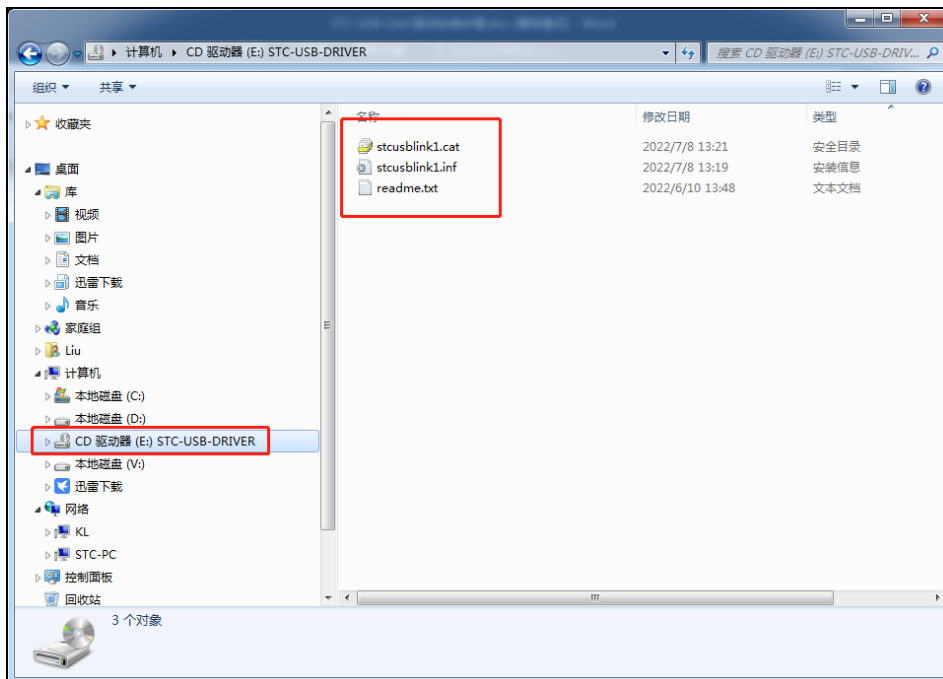 计算机 ▸ CD 驱动器 (E:) STC-USB-DRIVER
搜索 CD 驱动器 (E:) STC-USB-DRIV...
组织 共享
收藏夹
桌面
库
视频
图片
文档
迅雷下载
音乐
家庭组
Liu
计算机
本地磁盘 (C:)
本地磁盘 (D:)
CD 驱动器 (E:) STC-USB-DRIVER
本地磁盘 (V:)
迅雷下载
网络
KL
STC-PC
控制面板
回收站
名称 修改日期 类型
stcusblink1.cat 2022/7/8 13:21 安全目录
stcusblink1.inf 2022/7/8 13:19 安装信息
readme.txt 2022/6/10 13:48 文本文档
3 个对象